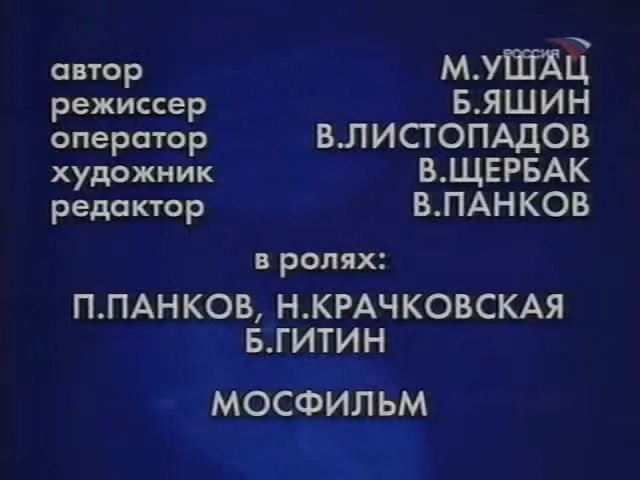 РОССИЯ
автор М.УШАЦ
режиссер Б.ЯШИН
оператор В.ЛИСТОПАДОВ
художник В.ЩЕРБАК
редактор В.ПАНКОВ
в ролях:
П.ПАНКОВ, Н.КРАЧКОВСКАЯ
Б.ГИТИН
МОСФИЛЬМ